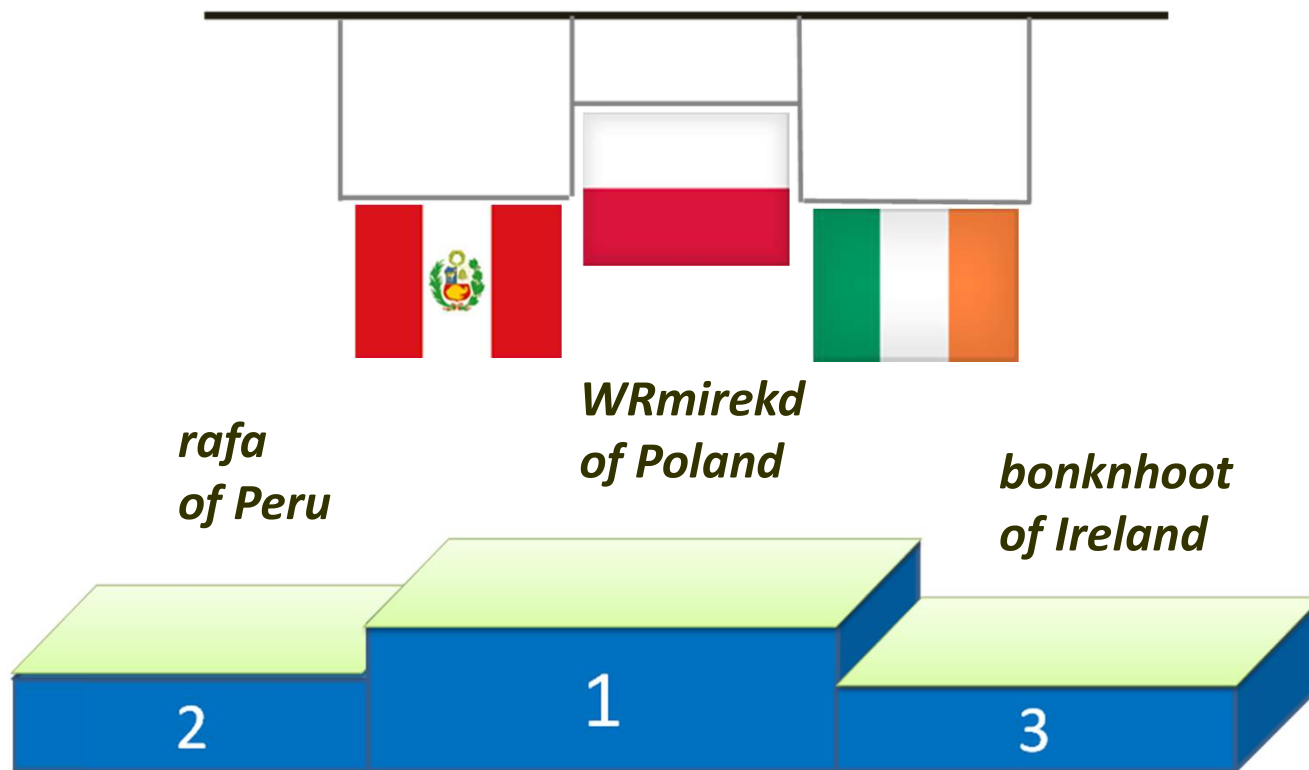 WRmirekd
of Poland
rafa
of Peru
bonknhoot
of Ireland
1
2
3